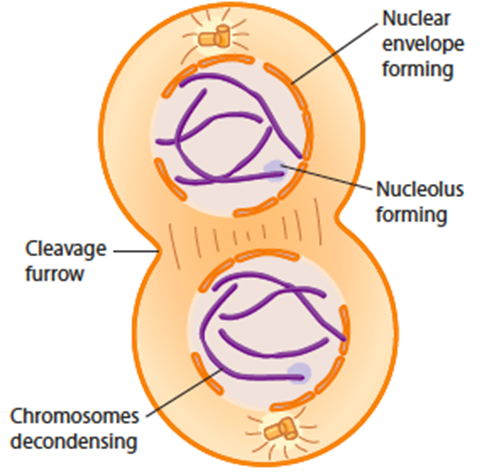 Nuclear
envelope
forming
Nucleolus
forming
Cleavage
furrow
Chromosomes
decondensing